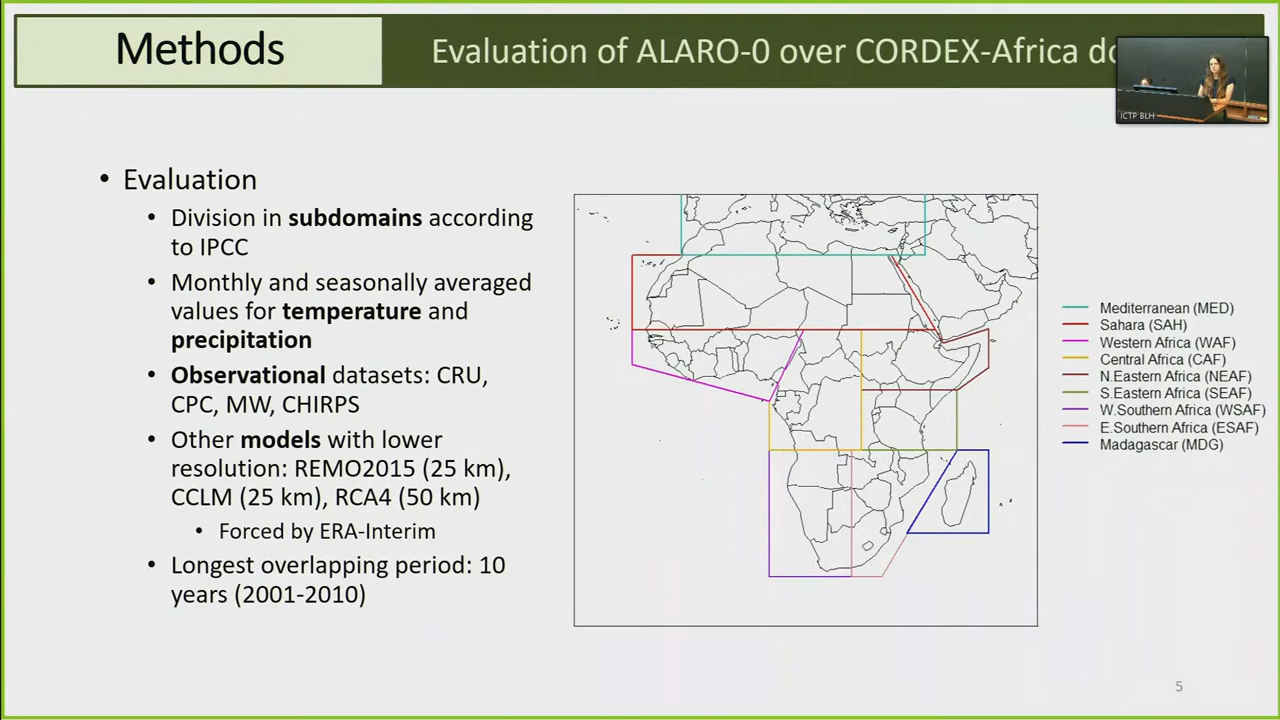 Methods
Evaluation of ALARO-0 over CORDEX-Africa
ICTP BLH
• Evaluation
• Division in subdomains according
to IPCC
• Monthly and seasonally averaged
values for temperature and
precipitation
• Observational datasets: CRU,
CPC, MW, CHIRPS
• Other models with lower
resolution: REMO2015 (25 km),
CCLM (25 km), RCA4 (50 km)
• Forced by ERA-Interim
• Longest overlapping period: 10
years (2001-2010)
Mediterranean (MED)
Sahara (SAH)
Western Africa (WAF)
Central Africa (CAF)
N.Eastern Africa (NEAF)
S.Eastern Africa (SEAF)
W.Southern Africa (WSAF)
E.Southern Africa (ESAF)
Madagascar (MDG)
5